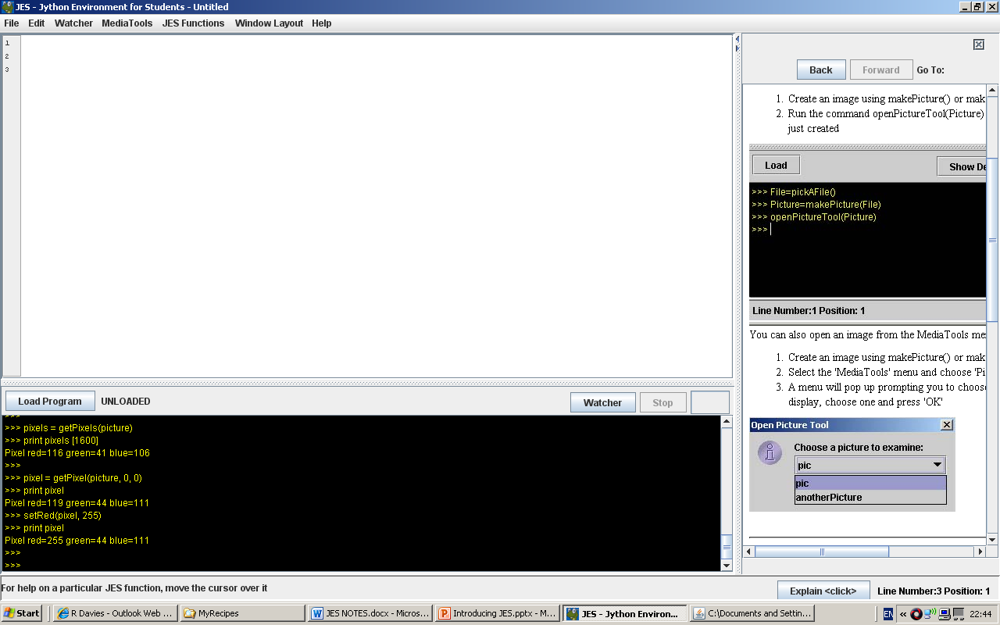 JES - Jython Environment for Students - Untitled
File Edit Watcher MediaTools JES Functions Window Layout Help
1
2
3
Back Forward Go To:
1. Create an image using makePicture() or mak
2. Run the command openPictureTool(Picture)
just created
Load Show De
>>> File=pickAFile()
>>> Picture=makePicture(File)
>>> openPictureTool(Picture)
>>>
Line Number:1 Position: 1
You can also open an image from the MediaTools me
1. Create an image using makePicture() or mak
2. Select the 'MediaTools' menu and choose 'Pi
3. A menu will pop up prompting you to choos
display, choose one and press 'OK'
Open Picture Tool
Choose a picture to examine:
pic
pic
anotherPicture
Load Program UNLOADED Watcher Stop
>>> pixels = getPixels(picture)
>>> print pixels [1600]
Pixel red=116 green=41 blue=106
>>>
>>> pixel = getPixel(picture, 0, 0)
>>> print pixel
Pixel red=119 green=44 blue=111
>>> setRed(pixel, 255)
>>> print pixel
Pixel red=255 green=44 blue=111
>>>
>>>
For help on a particular JES function, move the cursor over it
Explain <click> Line Number:3 Position: 1
Start R Davies - Outlook Web ... MyRecipes JES NOTES.docx - Micros... Introducing JES.pptx - M... JES - Jython Environ... C:\Documents and Settin... EN « 22:44